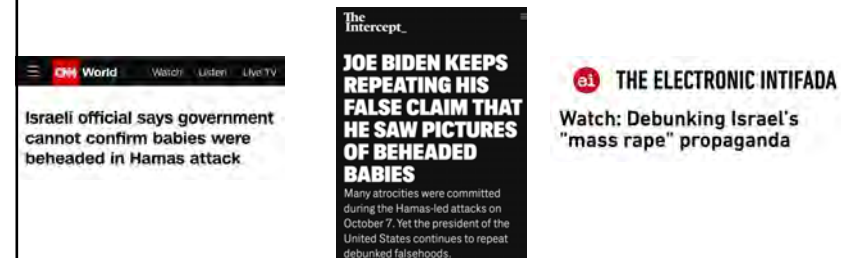 CNN World Watch Listen Live TV
Israeli official says government
cannot confirm babies were
beheaded in Hamas attack
The
Intercept_
JOE BIDEN KEEPS
REPEATING HIS
FALSE CLAIM THAT
HE SAW PICTURES
OF BEHEADED
BABIES
Many atrocities were committed
during the Hamas-led attacks on
October 7. Yet the president of the
United States continues to repeat
debunked falsehoods.
ei THE ELECTRONIC INTIFADA
Watch: Debunking Israel's
"mass rape" propaganda